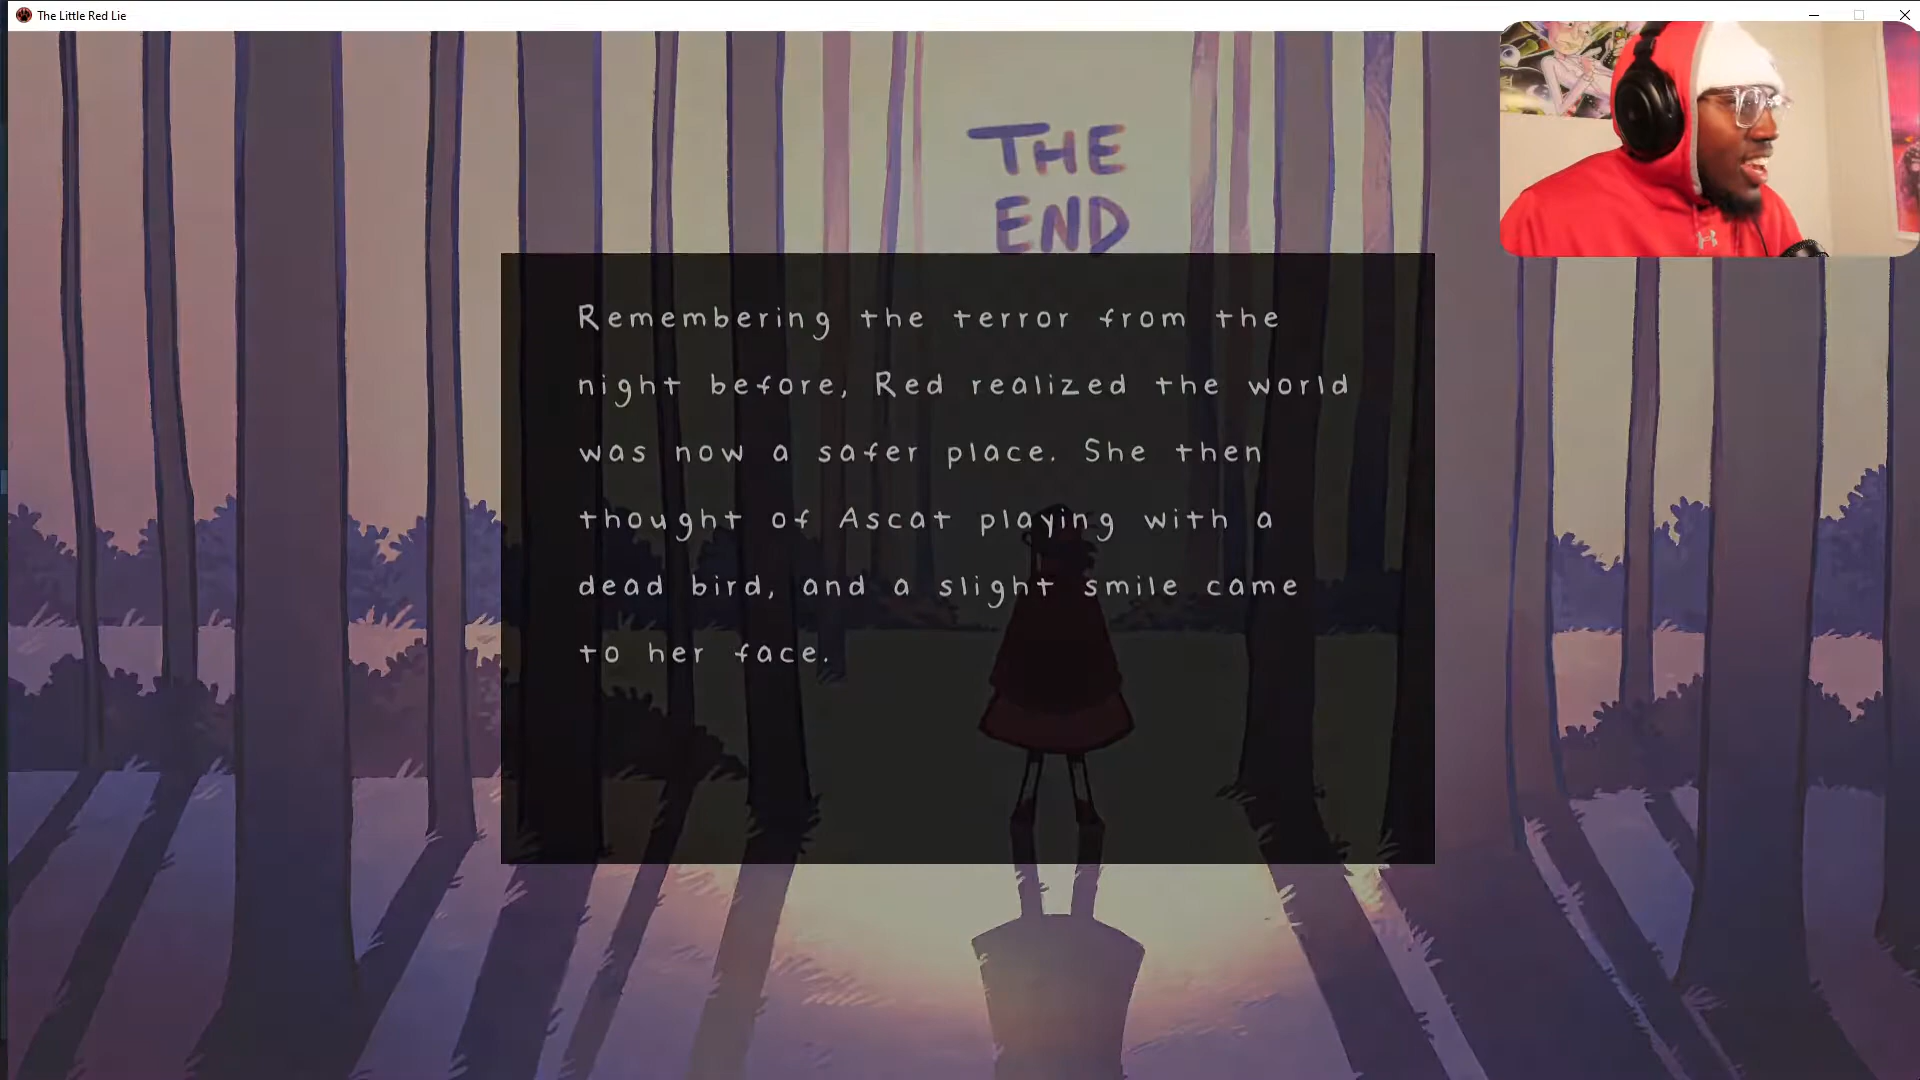 The Little Red Lie
THE
END
Remembering the terror from the
night before, Red realized the world
was now a safer place. She then
thought of Ascat playing with a
dead bird, and a slight smile came
to her face.